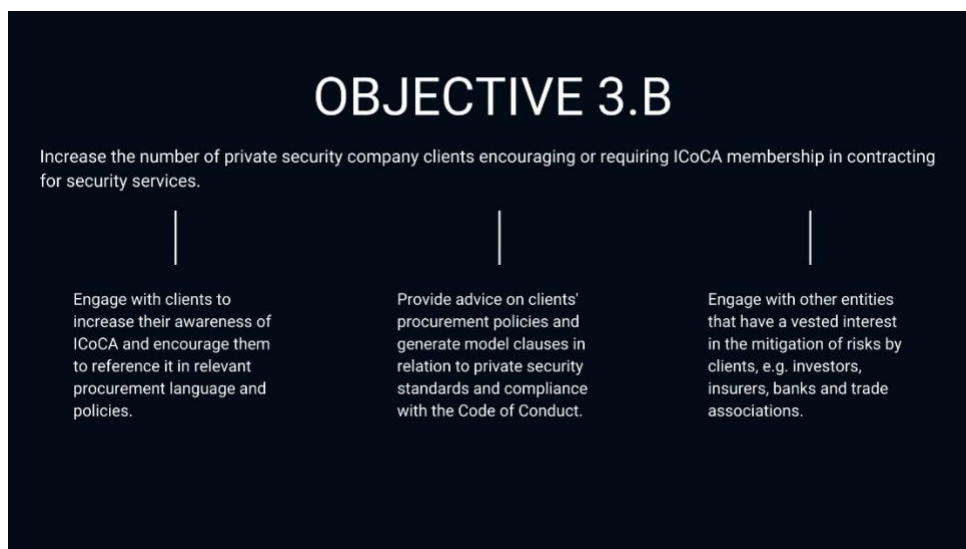 OBJECTIVE 3.B
Increase the number of private security company clients encouraging or requiring ICoCA membership in contracting
for security services.
Engage with clients to
increase their awareness of
ICoCA and encourage them
to reference it in relevant
procurement language and
policies.
Provide advice on clients'
procurement policies and
generate model clauses in
relation to private security
standards and compliance
with the Code of Conduct.
Engage with other entities
that have a vested interest
in the mitigation of risks by
clients, e.g. investors,
insurers, banks and trade
associations.